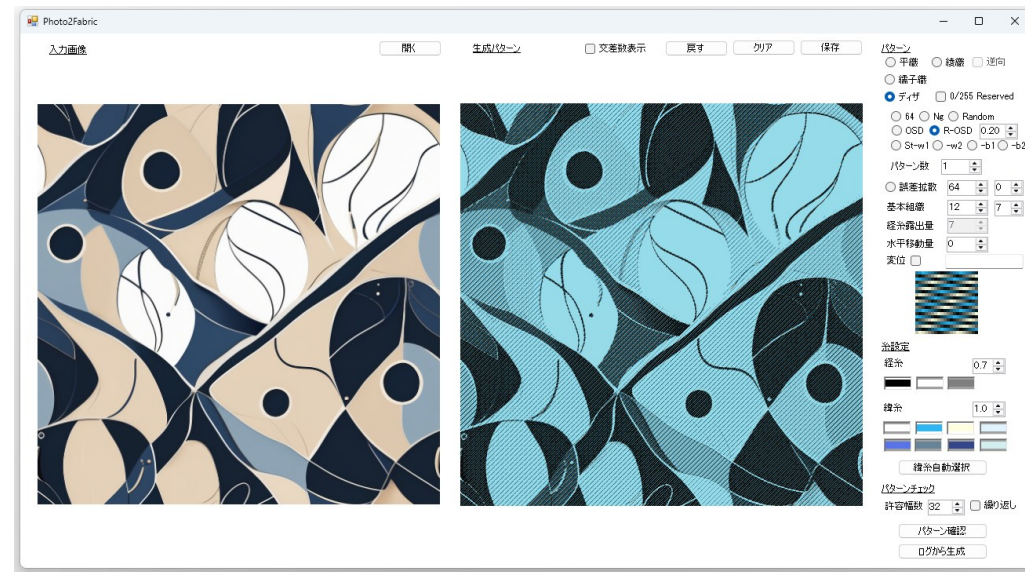 Photo2Fabric
入力画像
開く
生成パターン
交差数表示
戻す
クリア
保存
パターン
平織 綾織 逆向
繻子織
ディザ 0/255 Reserved
64 Ng Random
OSD R-OSD 0.20
St-w1 -w2 -b1 -b2
パターン数 1
誤差拡散 64 0
基本組織 12 7
経糸露出量 7
水平移動量 0
変位
糸設定
経糸 0.7
緯糸 1.0
緯糸自動選択
パターンチェック
許容幅数 32 繰り返し
パターン確認
ログから生成